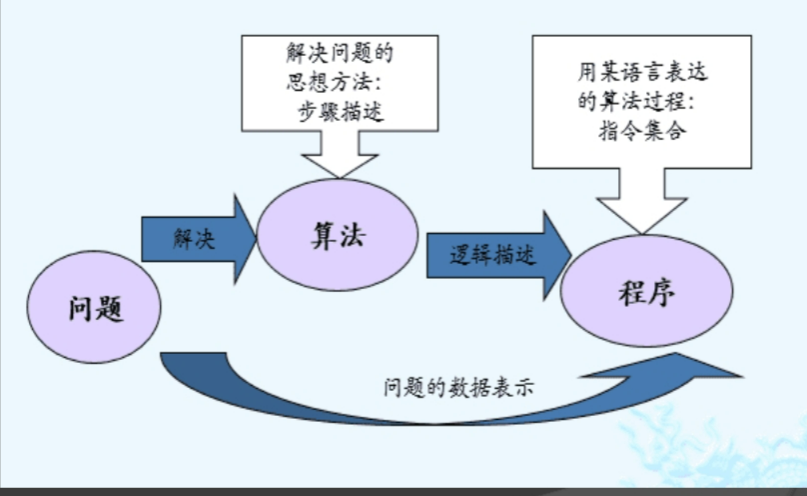 解决问题的
思想方法：
步骤描述
用某语言表达
的算法过程：
指令集合
解决
算法
逻辑描述
问题
程序
问题的数据表示